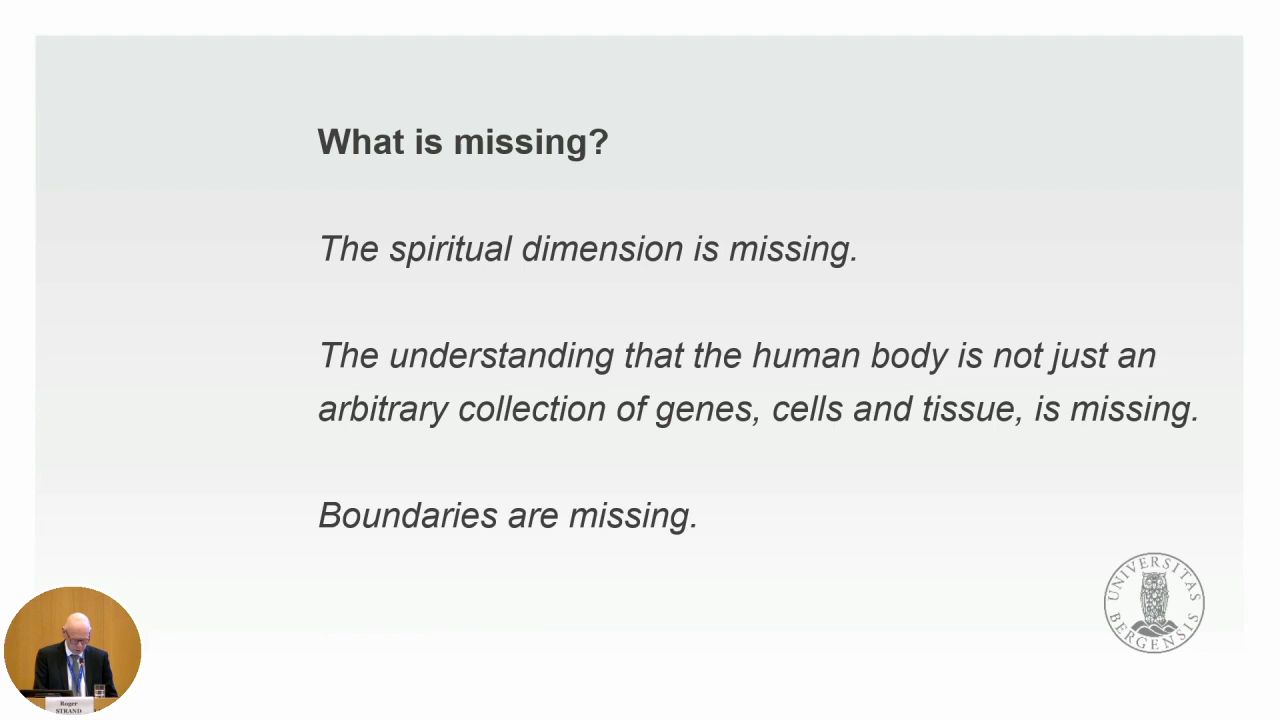 What is missing?
The spiritual dimension is missing.
The understanding that the human body is not just an
arbitrary collection of genes, cells and tissue, is missing.
Boundaries are missing.
UNIVERSITAS
BERGENSIS
Roger
STRAND